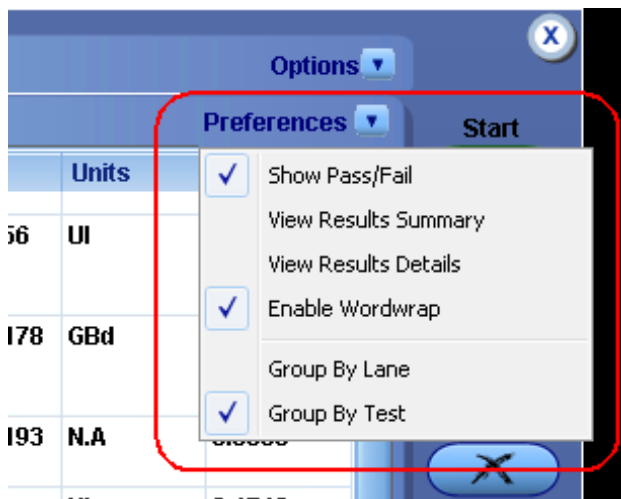 X
Options
Preferences
Start
Units
Show Pass/Fail
56 UI
View Results Summary
View Results Details
Enable Wordwrap
178 GBd
Group By Lane
Group By Test
193 N.A